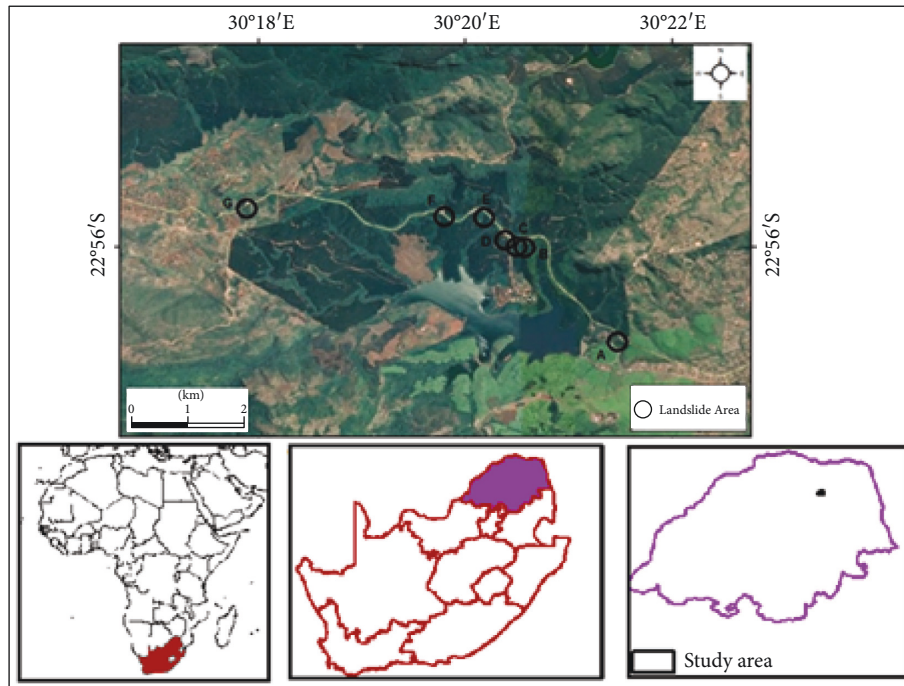 30°18′E 30°20′E 30°22′E
N
W E
S
G
F
E
C
D
B
22°56′S
22°56′S
A
(km)
0 1 2
Landslide Area
Study area